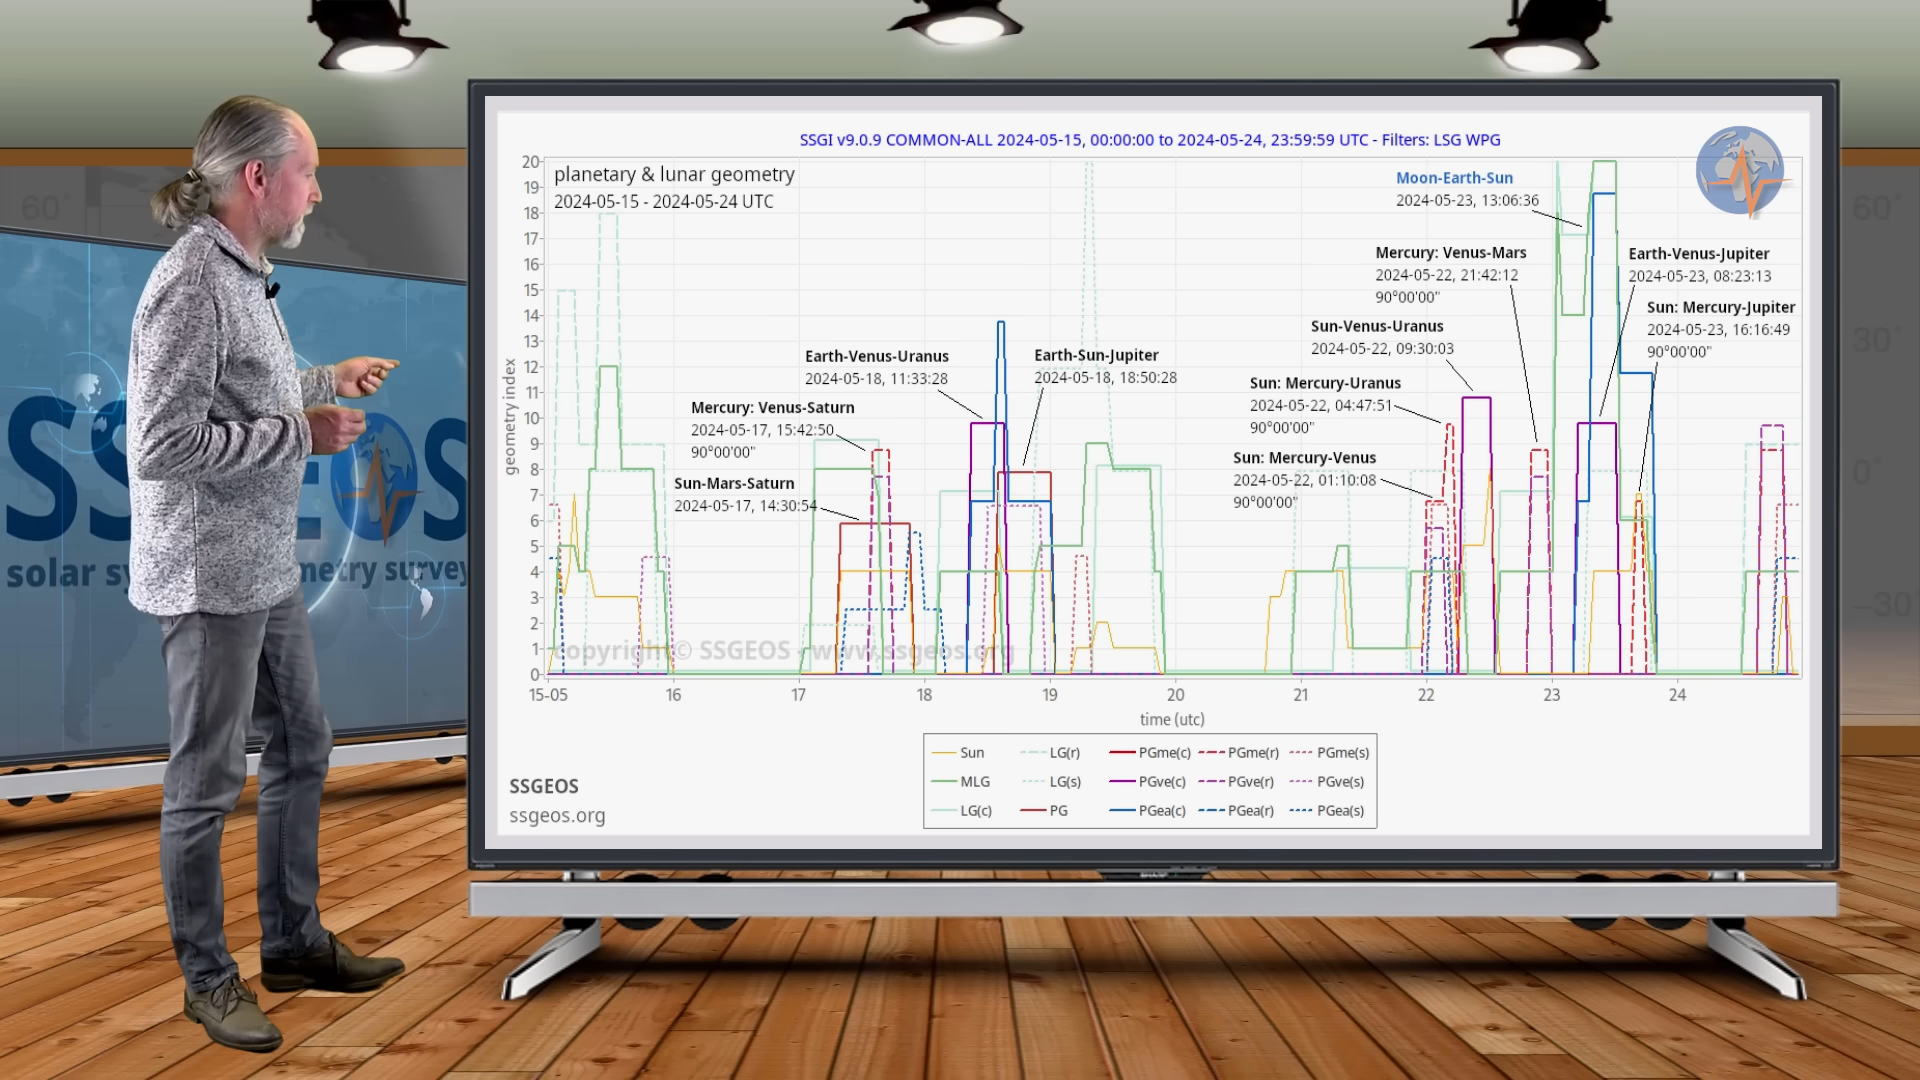 SSGI v9.0.9 COMMON-ALL 2024-05-15, 00:00:00 to 2024-05-24, 23:59:59 UTC - Filters: LSG WPG
planetary & lunar geometry
2024-05-15 - 2024-05-24 UTC
Moon-Earth-Sun
2024-05-23, 13:06:36
Mercury: Venus-Mars
2024-05-22, 21:42:12
90°00'00"
Earth-Venus-Jupiter
2024-05-23, 08:23:13
Sun: Mercury-Jupiter
2024-05-23, 16:16:49
90°00'00"
Sun-Venus-Uranus
2024-05-22, 09:30:03
Earth-Venus-Uranus
2024-05-18, 11:33:28
Earth-Sun-Jupiter
2024-05-18, 18:50:28
Sun: Mercury-Uranus
2024-05-22, 04:47:51
90°00'00"
Mercury: Venus-Saturn
2024-05-17, 15:42:50
90°00'00"
Sun: Mercury-Venus
2024-05-22, 01:10:08
90°00'00"
Sun-Mars-Saturn
2024-05-17, 14:30:54
geometry index
20
19
18
17
16
15
14
13
12
11
10
9
8
7
6
5
4
3
2
1
0
copyright© SSGEOS - www.ssgeos.org
15-05 16 17 18 19 20 21 22 23 24
time (utc)
Sun LG(r) PGme(c) PGme(r) PGme(s)
MLG LG(s) PGve(c) PGve(r) PGve(s)
LG(c) PG PGea(c) PGea(r) PGea(s)
SSGEOS
ssgeos.org
60°
60°
30°
0°
-30°
SS EOS
solar sy metry survey